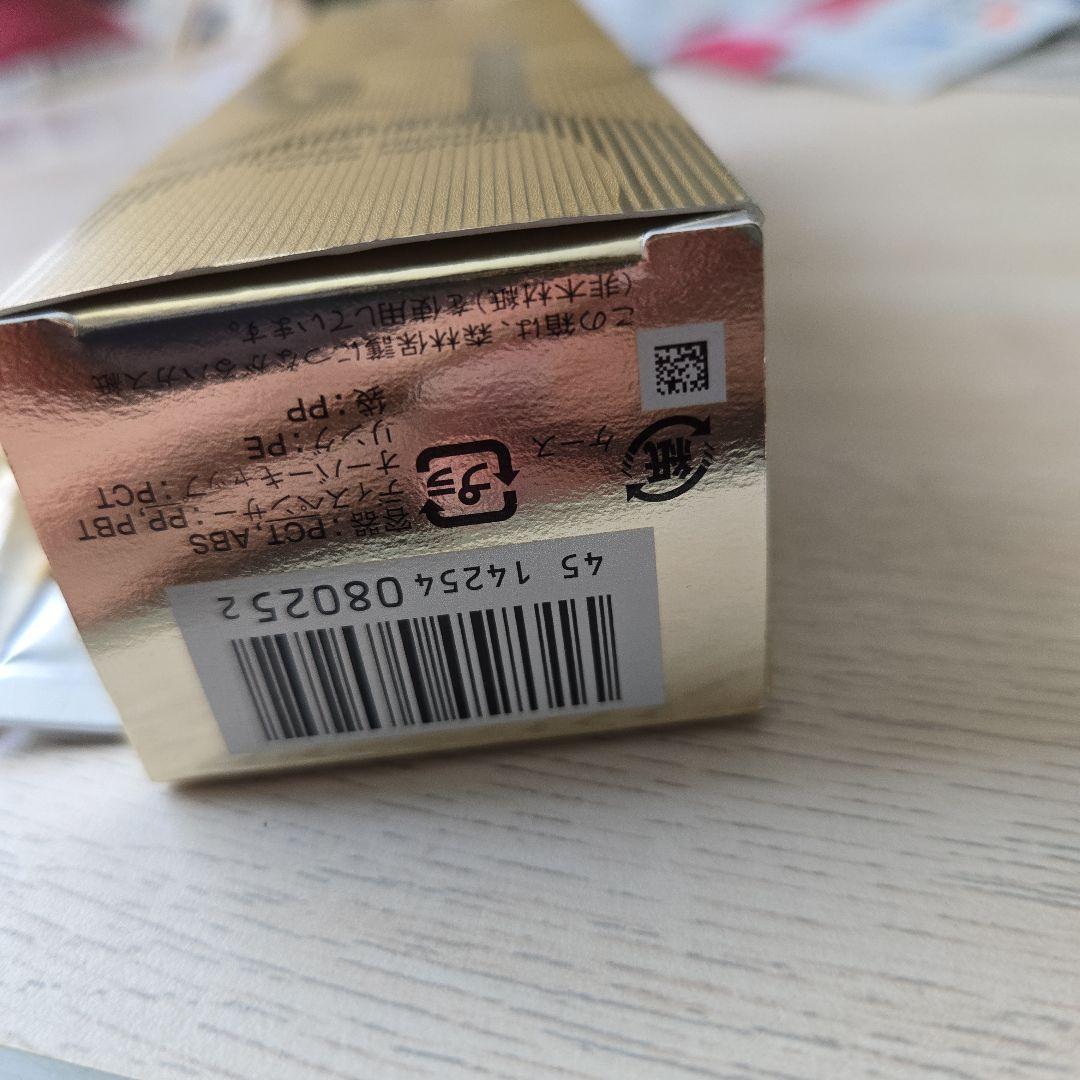 この箱は、森林保護につながるバガス紙
(非木材紙)を使用しています。
紙
ケース
プラ
容器:PCT,ABS
ディスペンサー:PP,PBT
オーバーキャップ:PCT
リング:PE
袋:PP
45 14254 080252